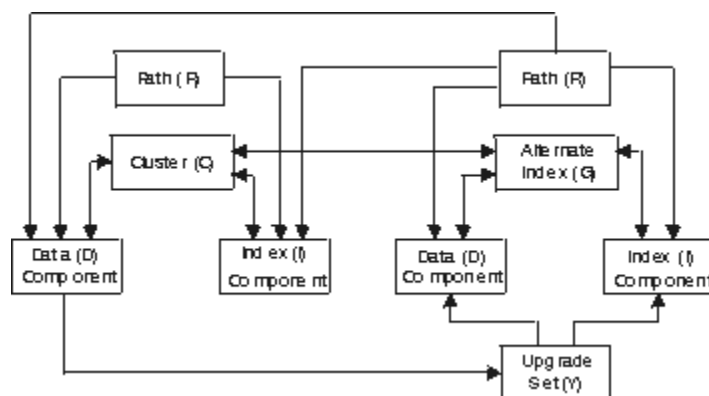 Path (R)
Path (R)
Cluster (C)
Alternate
Index (G)
Data (D)
Component
Index (I)
Component
Data (D)
Component
Index (I)
Component
Upgrade
Set (Y)